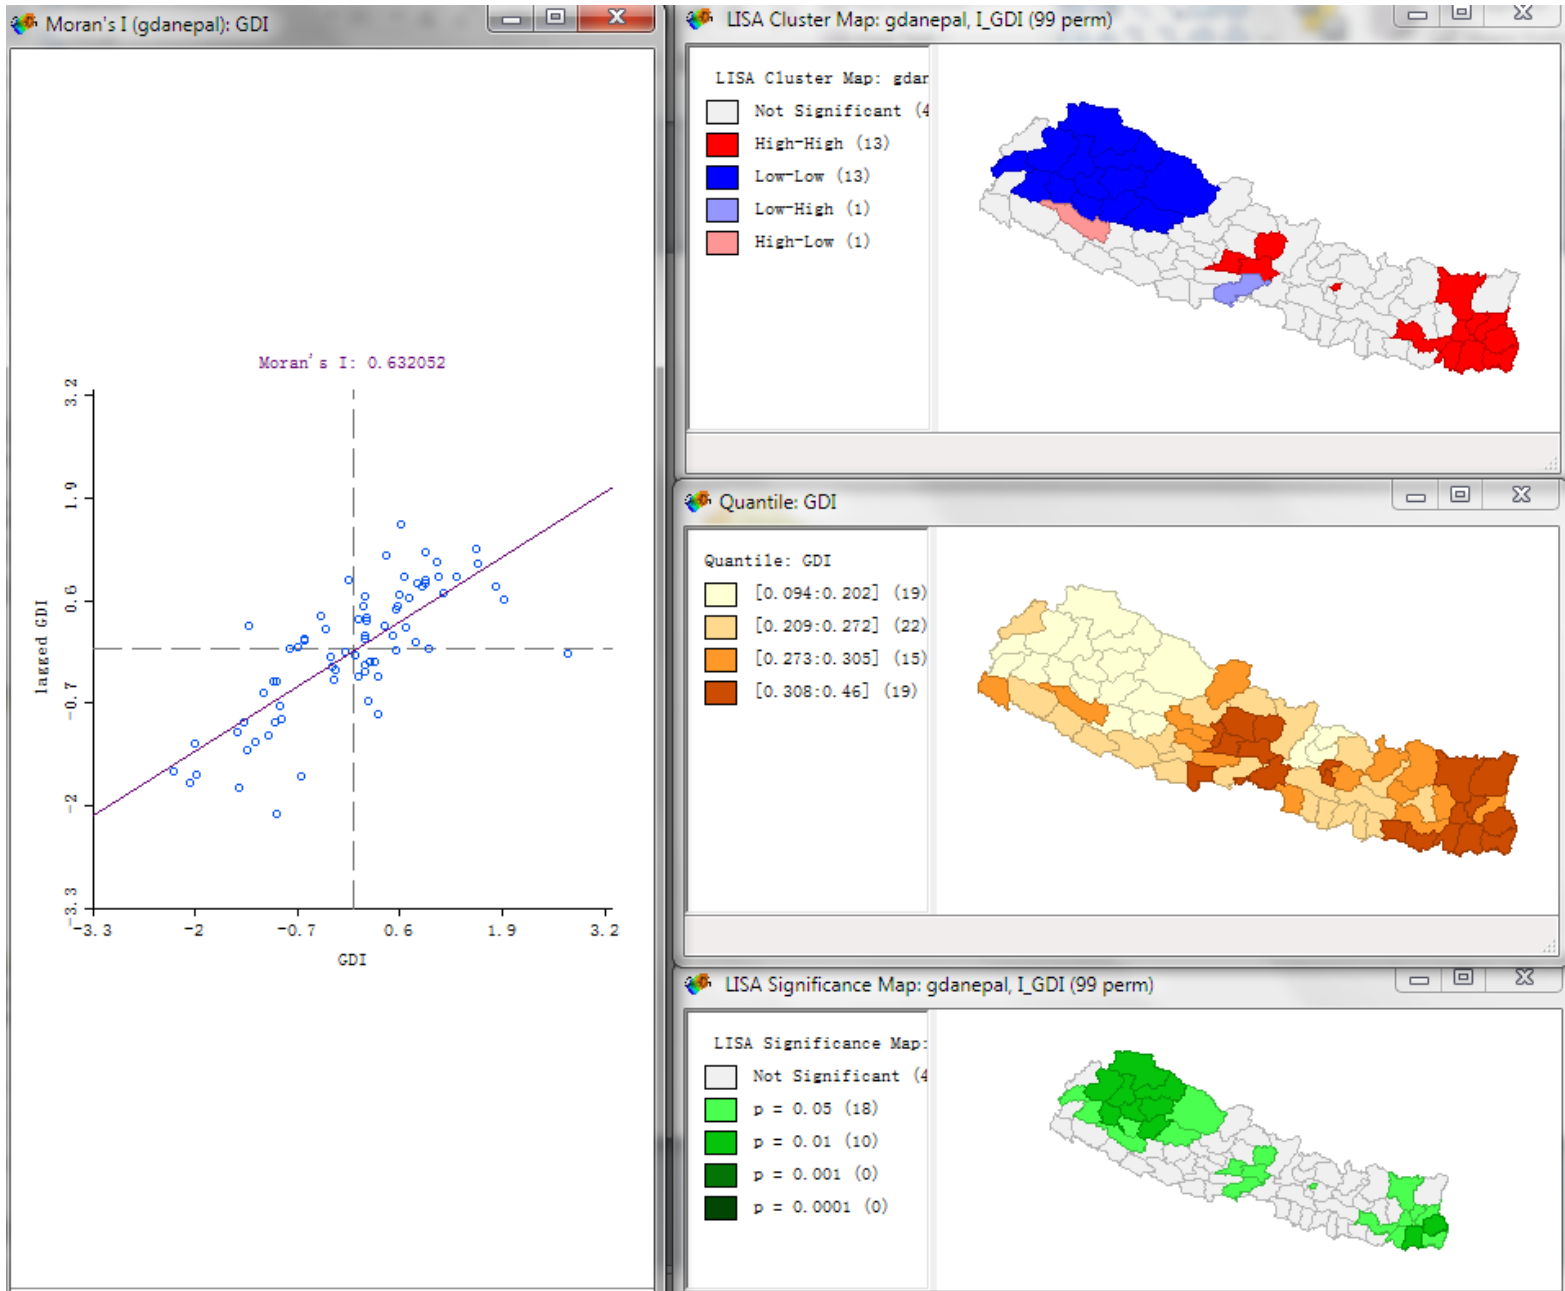 Moran's I (gdanepal): GDI
Moran's I: 0.632052
3.2
1.9
0.6
-0.7
-2
-3.3
lagged GDI
-3.3 -2 -0.7 0.6 1.9 3.2
GDI
LISA Cluster Map: gdanepal, I_GDI (99 perm)
LISA Cluster Map: gdan
Not Significant (4
High-High (13)
Low-Low (13)
Low-High (1)
High-Low (1)
Quantile: GDI
Quantile: GDI
[0.094:0.202] (19)
[0.209:0.272] (22)
[0.273:0.305] (15)
[0.308:0.46] (19)
LISA Significance Map: gdanepal, I_GDI (99 perm)
LISA Significance Map:
Not Significant (4
p = 0.05 (18)
p = 0.01 (10)
p = 0.001 (0)
p = 0.0001 (0)